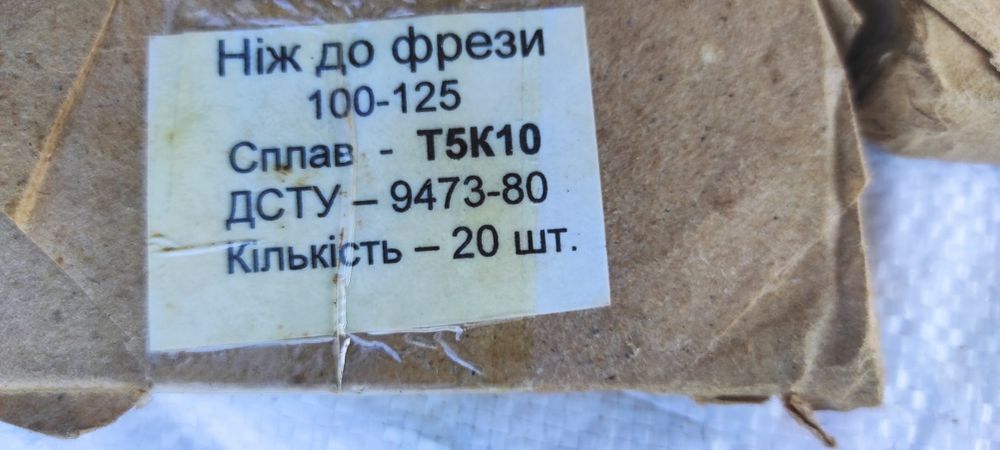 Ніж до фрези
100-125
Сплав - Т5К10
ДСТУ – 9473-80
Кількість – 20 шт.